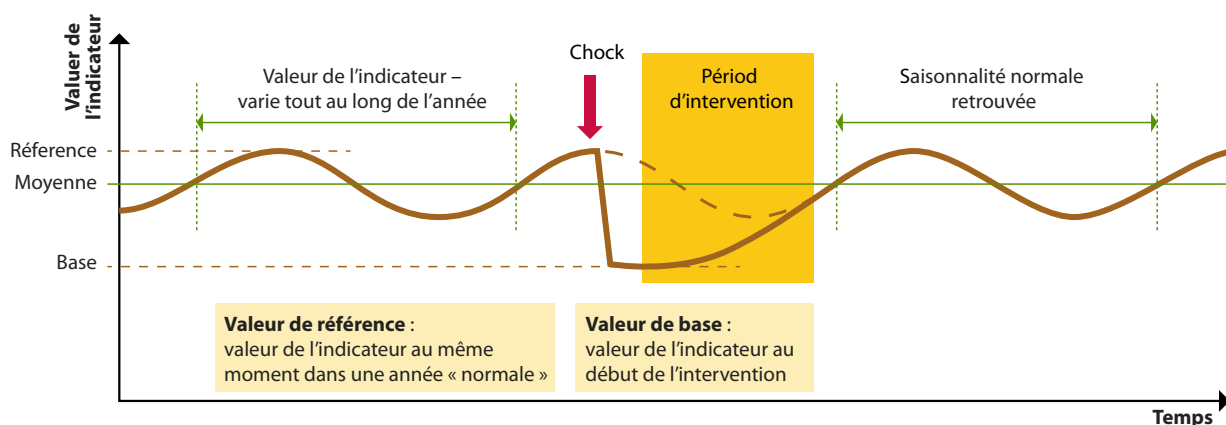 Valuer de
l’indicateur
Valeur de l’indicateur –
varie tout au long de l’année
Chock
Périod
d’intervention
Saisonnalité normale
retrouvée
Réference
Moyenne
Base
Valeur de référence :
valeur de l’indicateur au même
moment dans une année « normale »
Valeur de base :
valeur de l’indicateur au
début de l’intervention
Temps